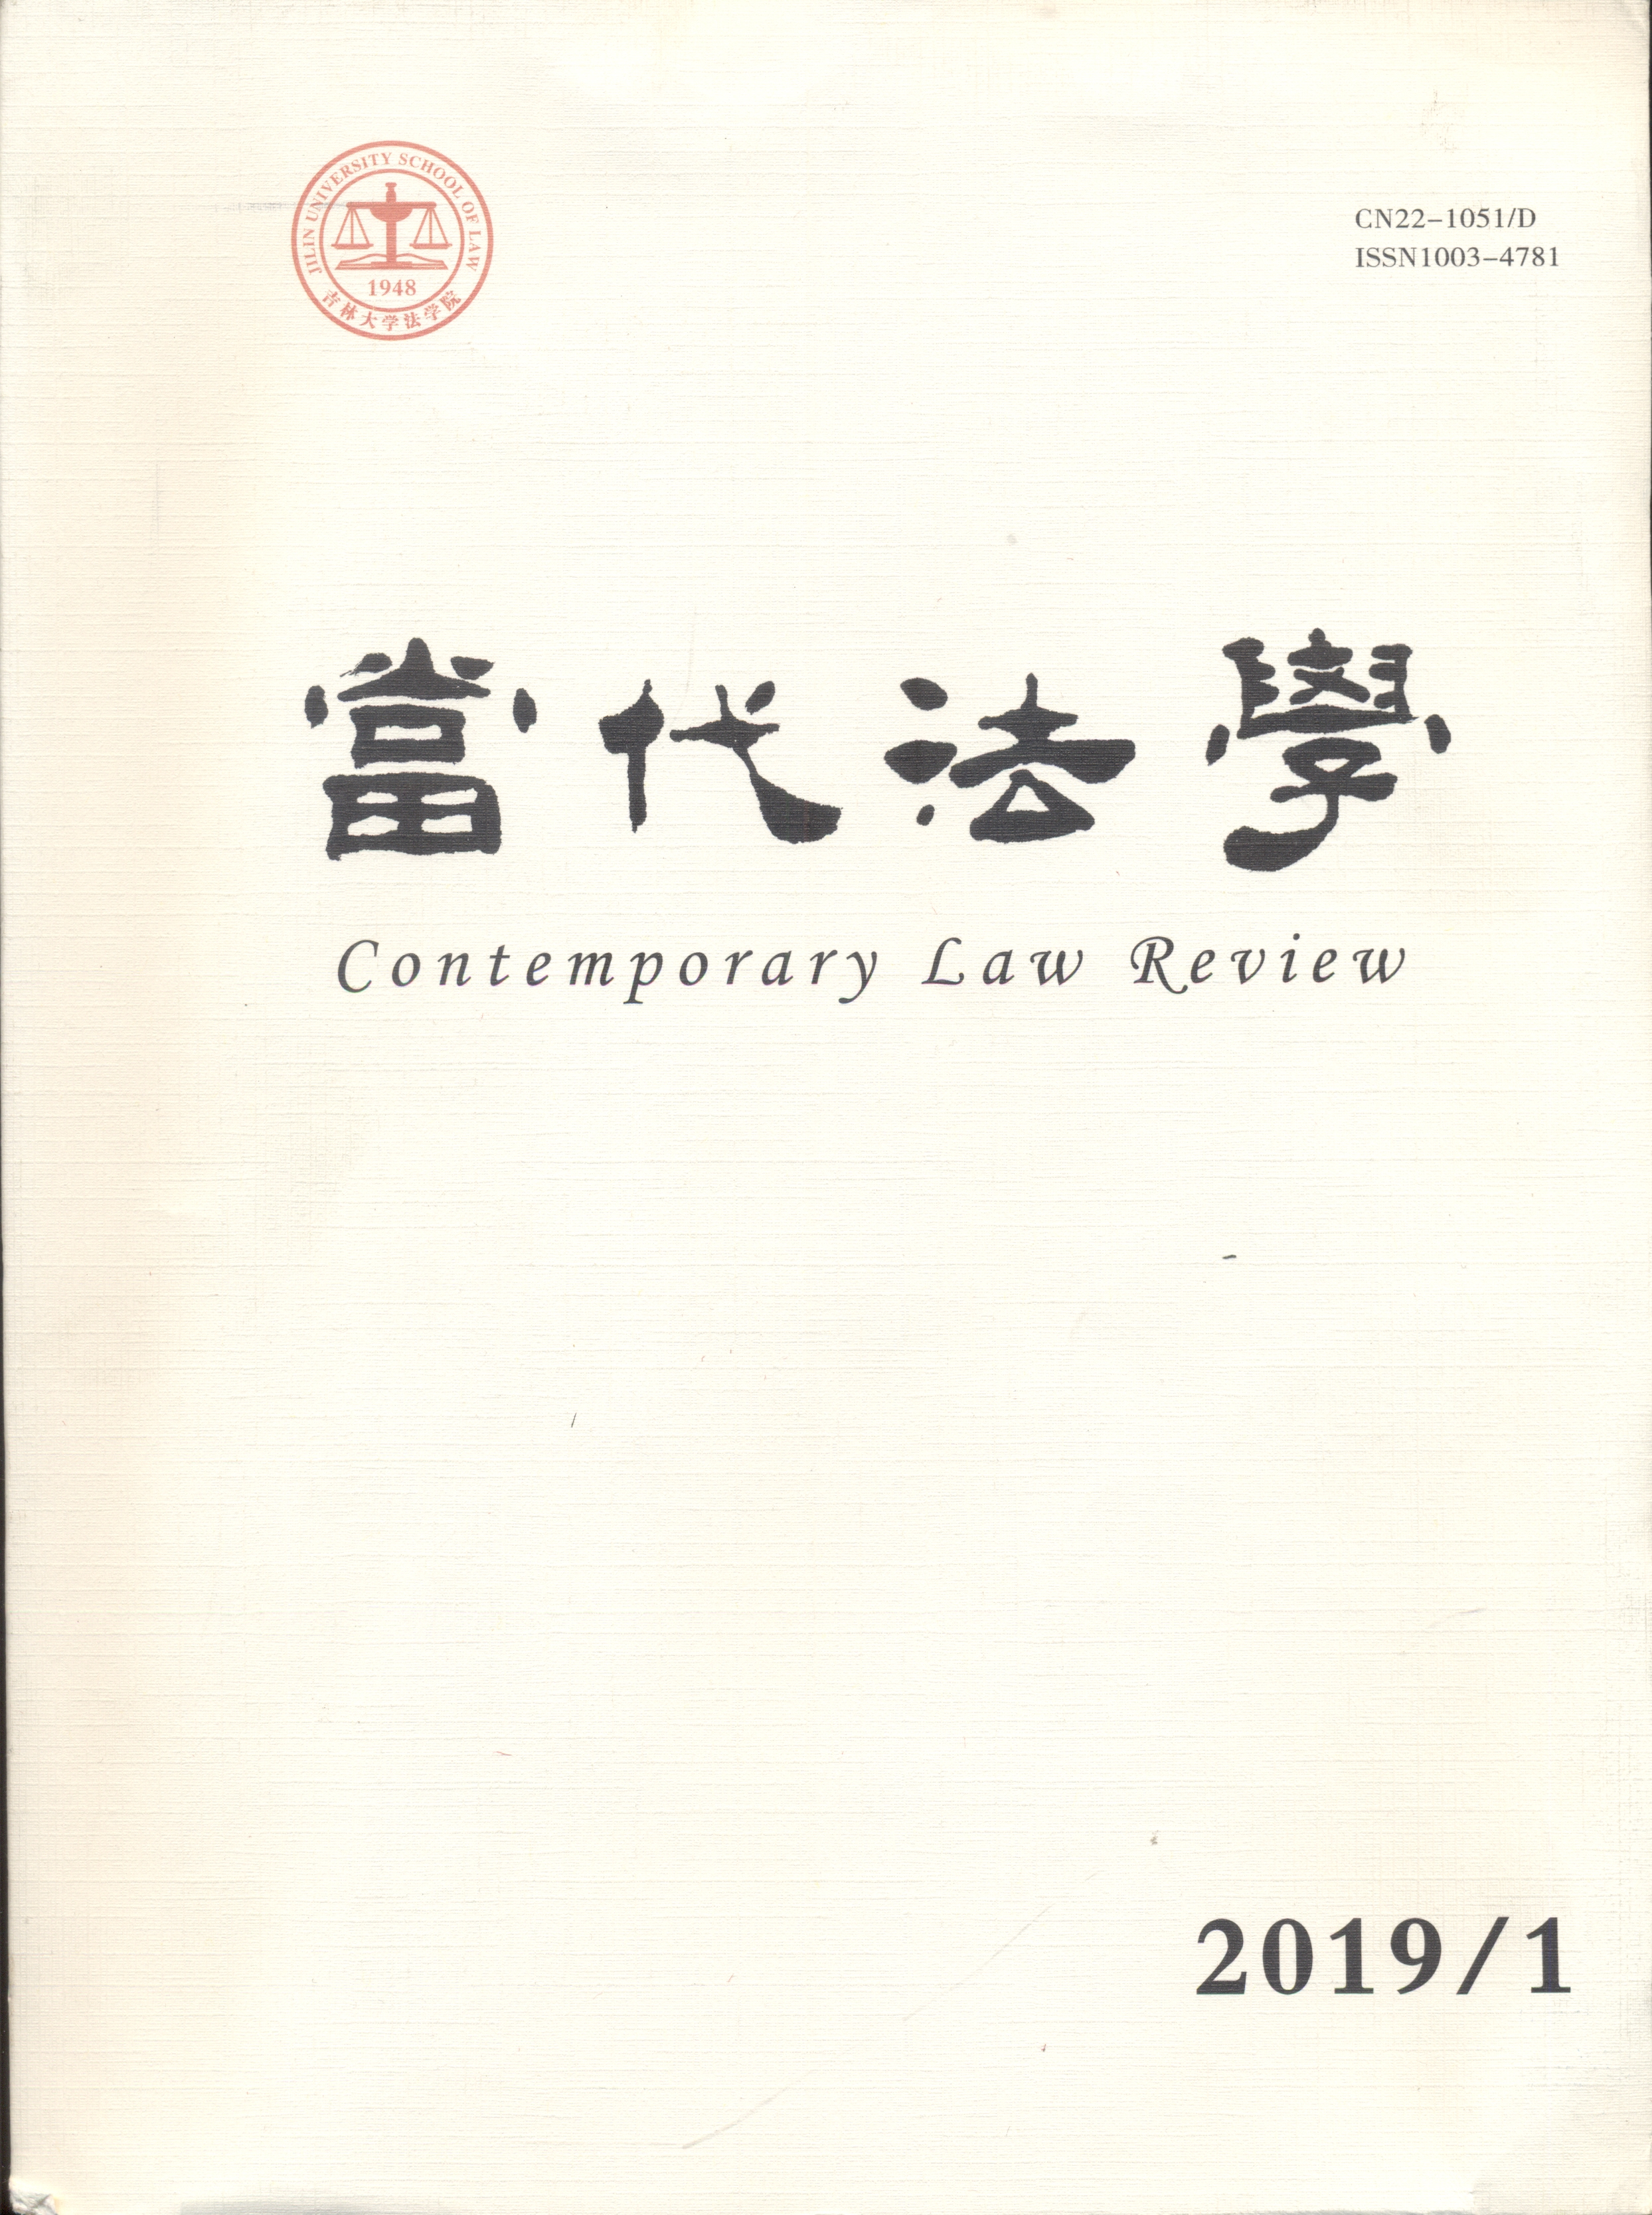 JILIN UNIVERSITY SCHOOL OF LAW
1948
吉林大学法学院
CN22-1051/D
ISSN1003-4781
當代法學
Contemporary Law Review
2019/1